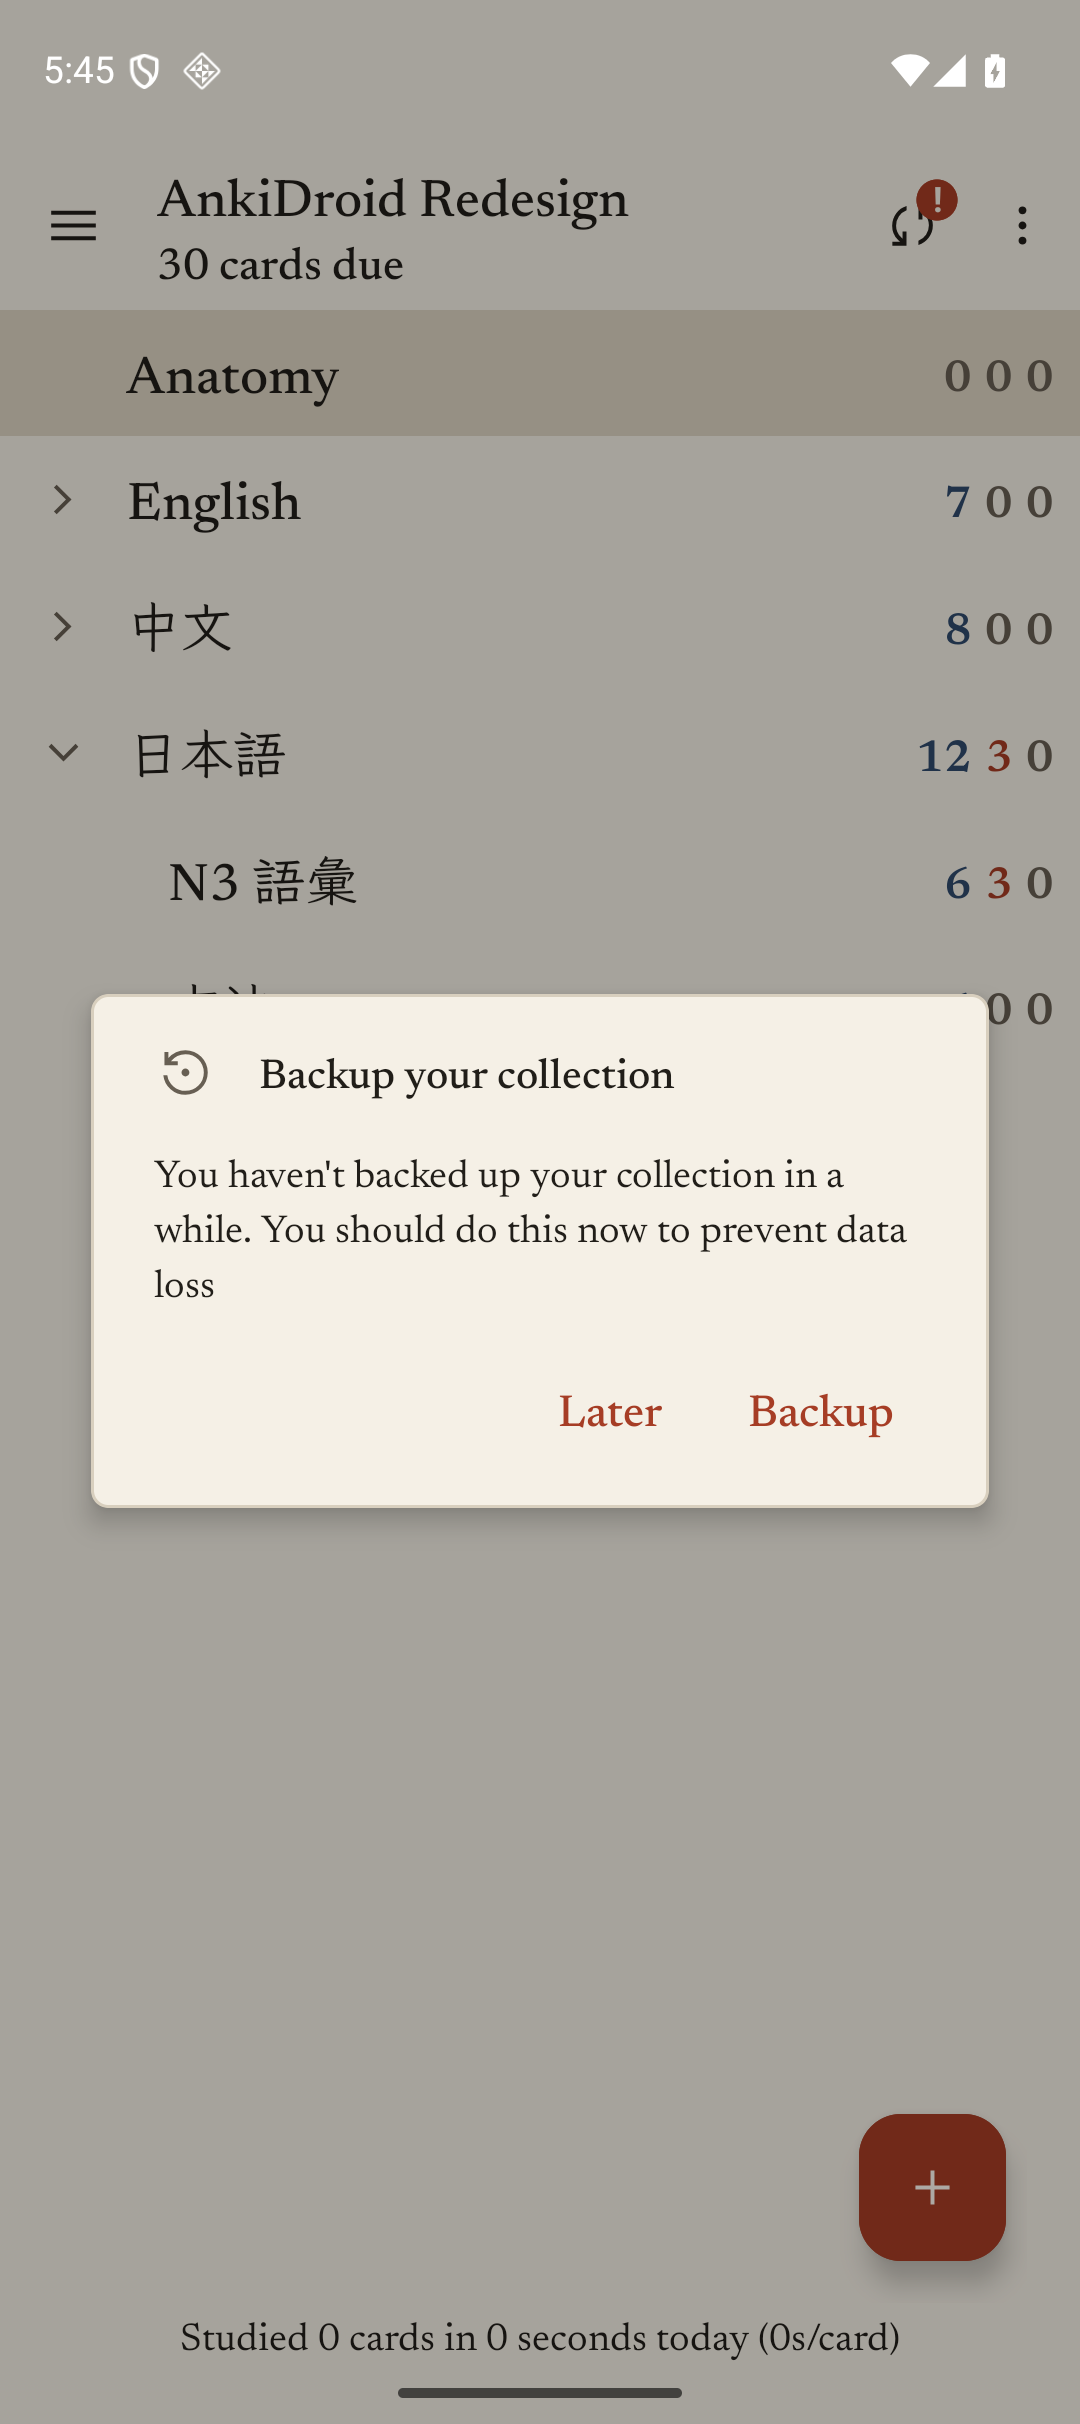 5:45
AnkiDroid Redesign
30 cards due
Anatomy 0 0 0
English 7 0 0
中文 8 0 0
日本語 12 3 0
N3 語彙 6 3 0
0 0
Backup your collection
You haven't backed up your collection in a
while. You should do this now to prevent data
loss
Later Backup
Studied 0 cards in 0 seconds today (0s/card)